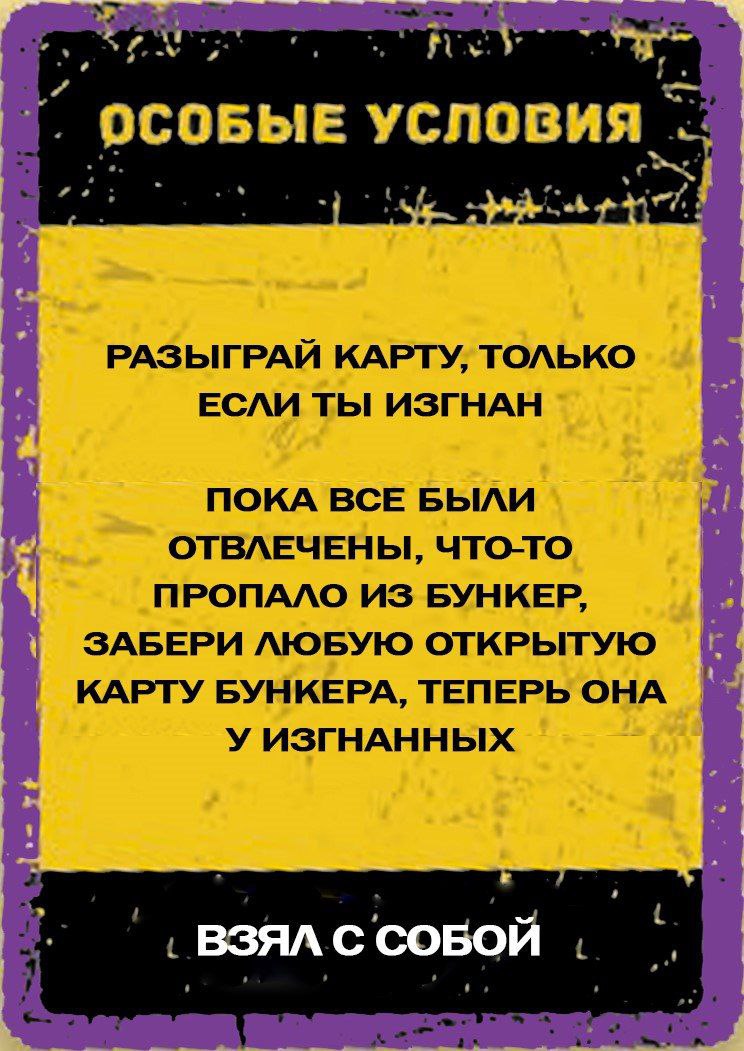 ОСОБЫЕ УСЛОВИЯ
РАЗЫГРАЙ КАРТУ, ТОЛЬКО
ЕСЛИ ТЫ ИЗГНАН
ПОКА ВСЕ БЫЛИ
ОТВЛЕЧЕНЫ, ЧТО-ТО
ПРОПАЛО ИЗ БУНКЕР,
ЗАБЕРИ ЛЮБУЮ ОТКРЫТУЮ
КАРТУ БУНКЕРА, ТЕПЕРЬ ОНА
У ИЗГНАННЫХ
ВЗЯЛ С СОБОЙ